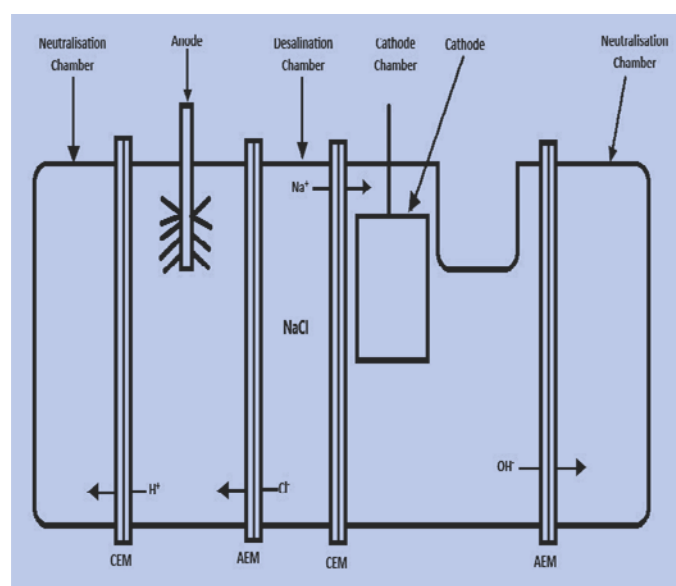 Neutralisation
Chamber
Anode
Desalination
Chamber
Cathode
Chamber
Cathode
Neutralisation
Chamber
Na⁺
NaCl
OH⁻
H⁺
Cl⁻
CEM
AEM
CEM
AEM